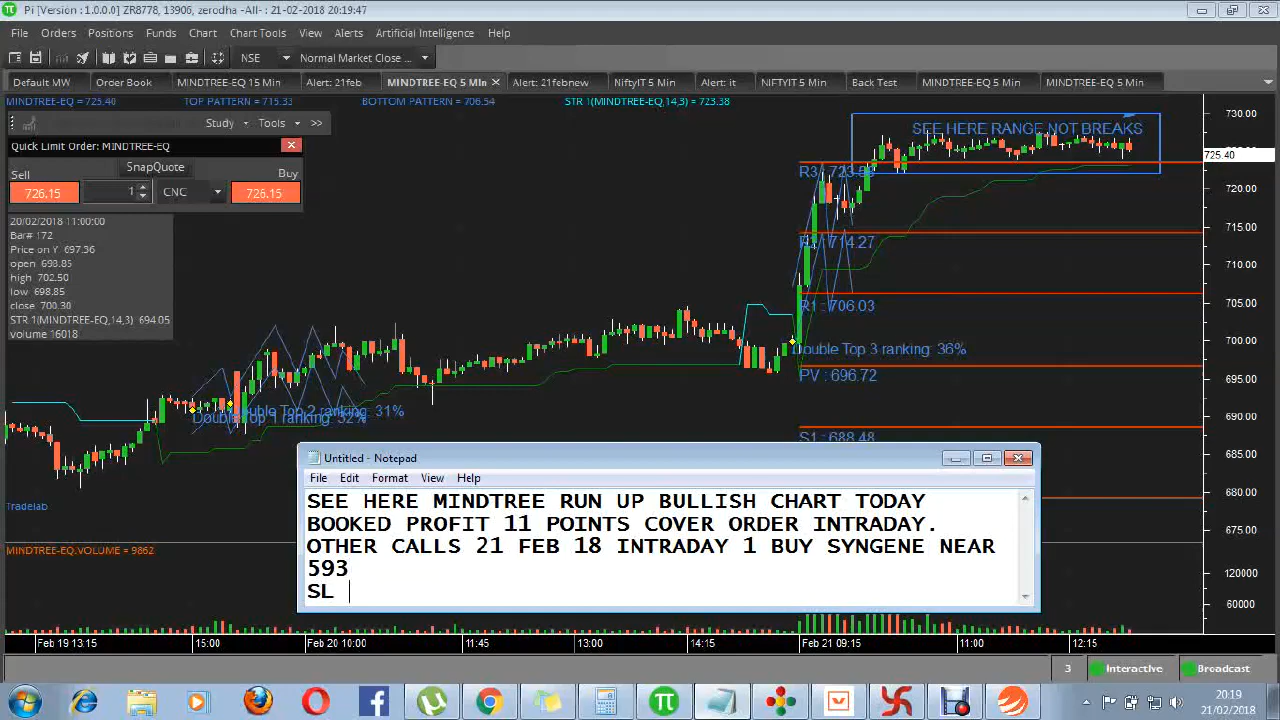 Pi [Version : 1.0.0.0] ZR8778, 13906, zerodha -All- : 21-02-2018 20:19:47
File Orders Positions Funds Chart Chart Tools View Alerts Artificial Intelligence Help
NSE Normal Market Close ...
Default MW Order Book MINDTREE-EQ 15 Min Alert: 21feb MINDTREE-EQ 5 Min Alert: 21febnew NiftyIT 5 Min Alert: it NIFTYIT 5 Min Back Test MINDTREE-EQ 5 Min MINDTREE-EQ 5 Min
MINDTREE-EQ = 725.40 TOP PATTERN = 715.33 BOTTOM PATTERN = 706.54 STR 1(MINDTREE-EQ,14,3) = 723.38
Study Tools >>
Quick Limit Order: MINDTREE-EQ
SnapQuote
Sell Buy
726.15 1 CNC 726.15
20/02/2018 11:00:00
Bar# 172
Price on Y 697.36
open 698.85
high 702.50
low 698.85
close 700.30
STR 1(MINDTREE-EQ,14,3) 694.05
volume 16018
SEE HERE RANGE NOT BREAKS
R3 : 723.
: 714.27
R1 : 706.03
Double Top 3 ranking: 36%
PV : 696.72
S1 : 688.48
Double Top 2 ranking: 31%
Double Top 1 ranking: 32%
730.00
725.40
720.00
715.00
710.00
705.00
700.00
695.00
690.00
685.00
680.00
675.00
120000
60000
Tradelab
MINDTREE-EQ.VOLUME = 9862
Untitled - Notepad
File Edit Format View Help
SEE HERE MINDTREE RUN UP BULLISH CHART TODAY
BOOKED PROFIT 11 POINTS COVER ORDER INTRADAY.
OTHER CALLS 21 FEB 18 INTRADAY 1 BUY SYNGENE NEAR
593
SL
Feb 19 13:15 15:00 Feb 20 10:00 11:45 13:00 14:15 Feb 21 09:15 11:00 12:15
3 Interactive Broadcast
20:19
21/02/2018